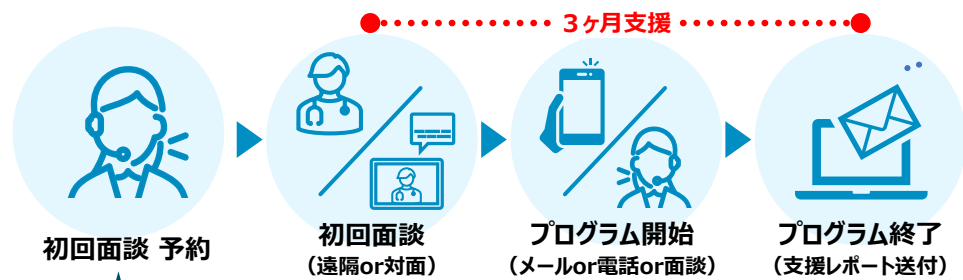 3ヶ月支援
初回面談 予約
初回面談
（遠隔or対面）
プログラム開始
（メールor電話or面談）
プログラム終了
（支援レポート送付）